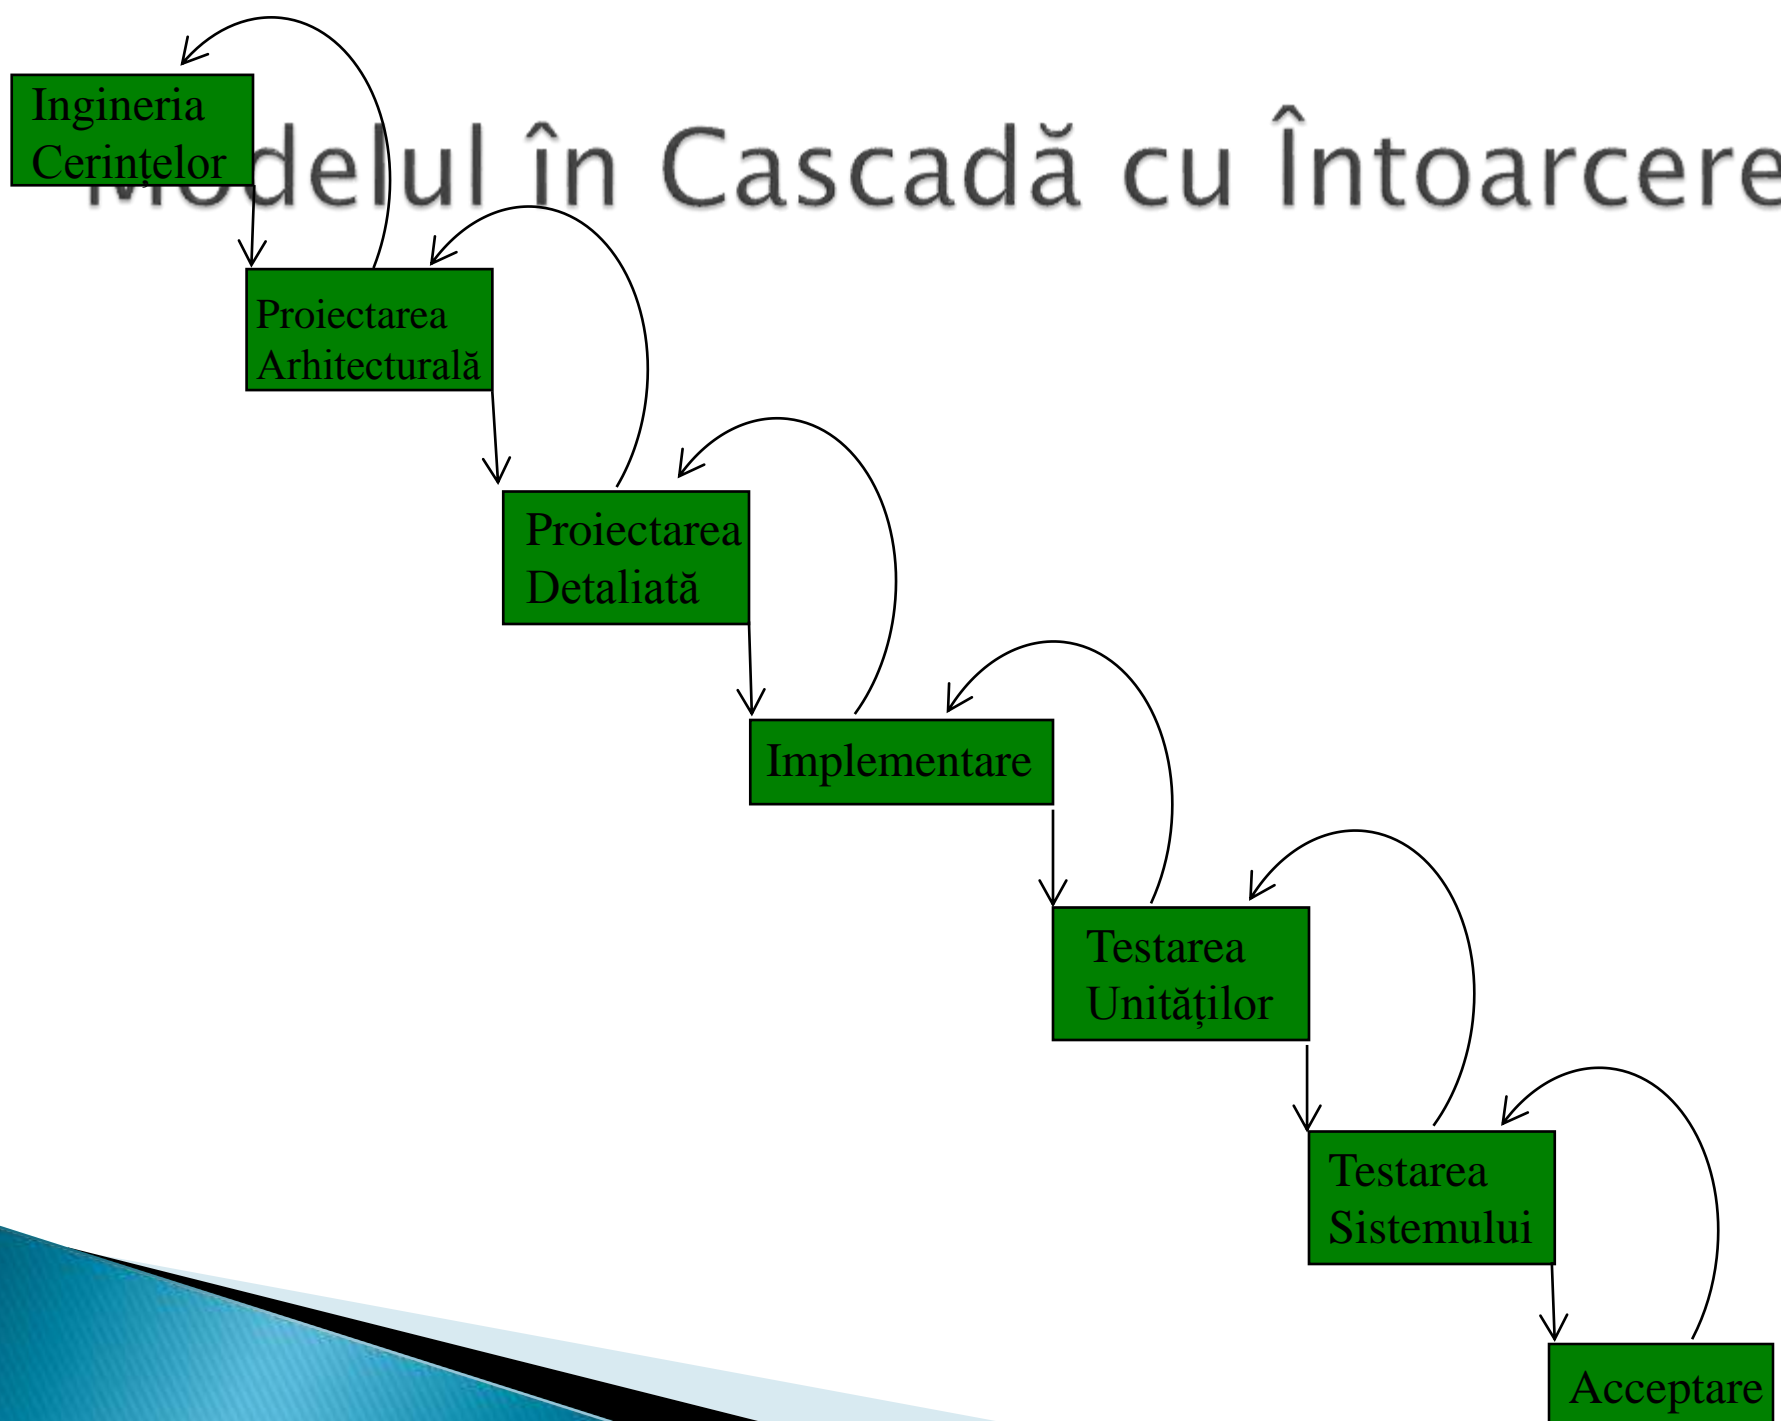 Modelul în Cascadă cu Întoarcere
Ingineria
Cerințelor
Proiectarea
Arhitecturală
Proiectarea
Detaliată
Implementare
Testarea
Unităților
Testarea
Sistemului
Acceptare